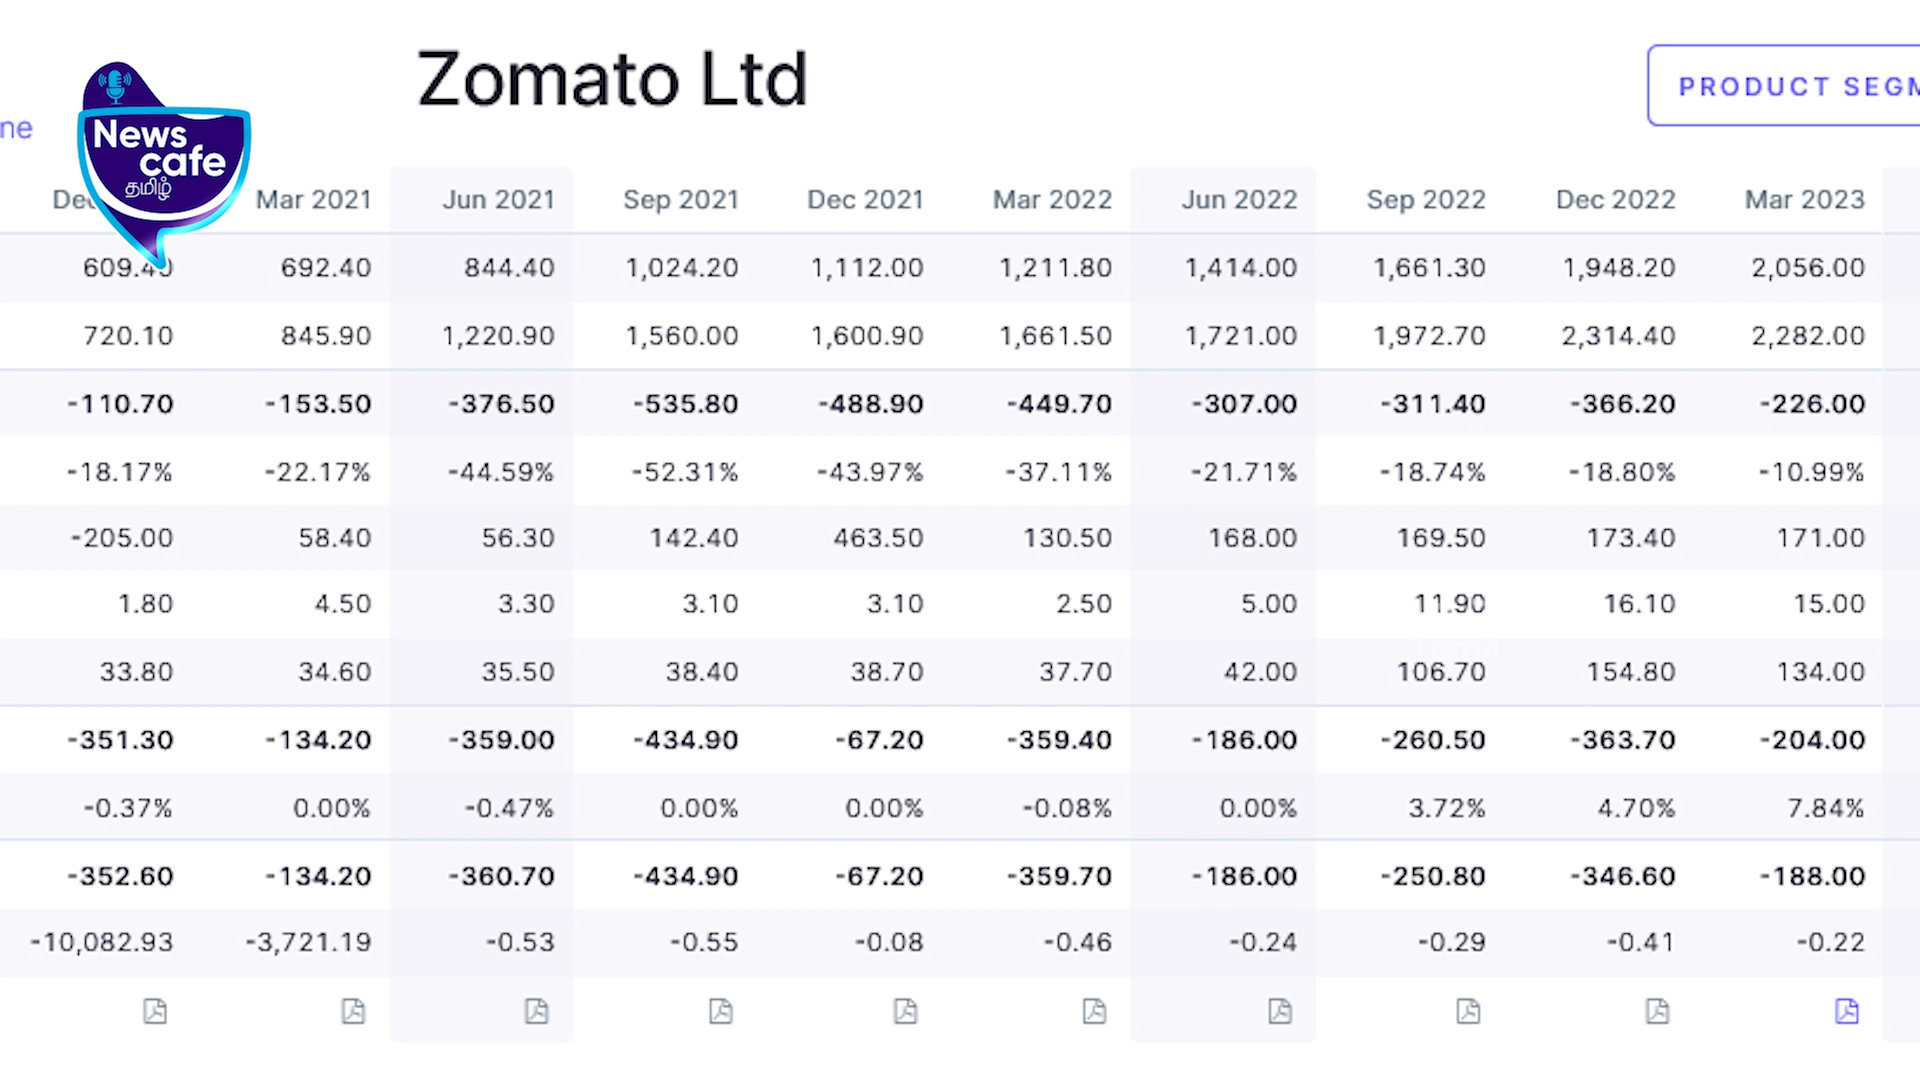 Zomato Ltd
PRODUCT SEGM
ne
News
cafe
தமிழ்
Dec Mar 2021 Jun 2021 Sep 2021 Dec 2021 Mar 2022 Jun 2022 Sep 2022 Dec 2022 Mar 2023
609.40 692.40 844.40 1,024.20 1,112.00 1,211.80 1,414.00 1,661.30 1,948.20 2,056.00
720.10 845.90 1,220.90 1,560.00 1,600.90 1,661.50 1,721.00 1,972.70 2,314.40 2,282.00
-110.70 -153.50 -376.50 -535.80 -488.90 -449.70 -307.00 -311.40 -366.20 -226.00
-18.17% -22.17% -44.59% -52.31% -43.97% -37.11% -21.71% -18.74% -18.80% -10.99%
-205.00 58.40 56.30 142.40 463.50 130.50 168.00 169.50 173.40 171.00
1.80 4.50 3.30 3.10 3.10 2.50 5.00 11.90 16.10 15.00
33.80 34.60 35.50 38.40 38.70 37.70 42.00 106.70 154.80 134.00
-351.30 -134.20 -359.00 -434.90 -67.20 -359.40 -186.00 -260.50 -363.70 -204.00
-0.37% 0.00% -0.47% 0.00% 0.00% -0.08% 0.00% 3.72% 4.70% 7.84%
-352.60 -134.20 -360.70 -434.90 -67.20 -359.70 -186.00 -250.80 -346.60 -188.00
-10,082.93 -3,721.19 -0.53 -0.55 -0.08 -0.46 -0.24 -0.29 -0.41 -0.22